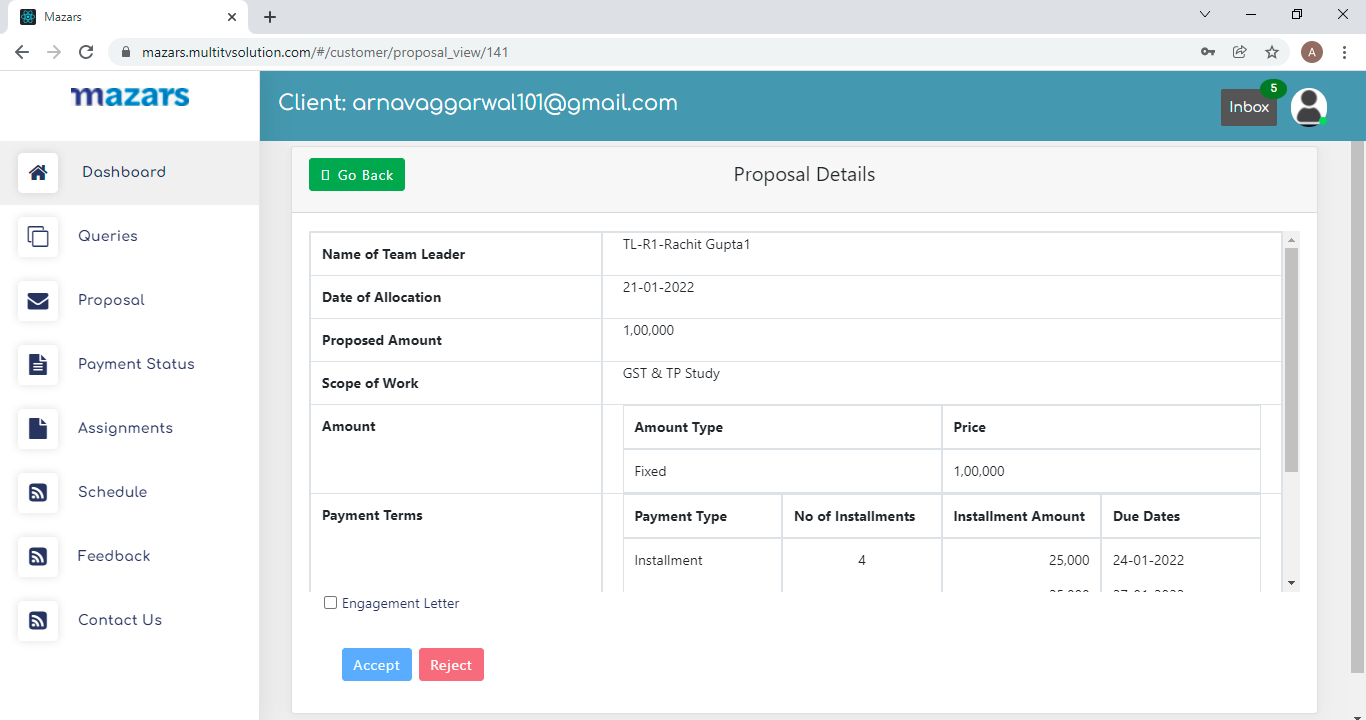 Mazars
mazars.multitvsolution.com/#/customer/proposal_view/141
A
mazars
Client: arnavaggarwal101@gmail.com
Inbox
5
Dashboard
Queries
Proposal
Payment Status
Assignments
Schedule
Feedback
Contact Us
Go Back
Proposal Details
Name of Team Leader TL-R1-Rachit Gupta1
Date of Allocation 21-01-2022
Proposed Amount 1,00,000
Scope of Work GST & TP Study
Amount Amount Type Price
Fixed 1,00,000
Payment Terms Payment Type No of Installments Installment Amount Due Dates
Installment 4 25,000 24-01-2022
Engagement Letter
Accept Reject